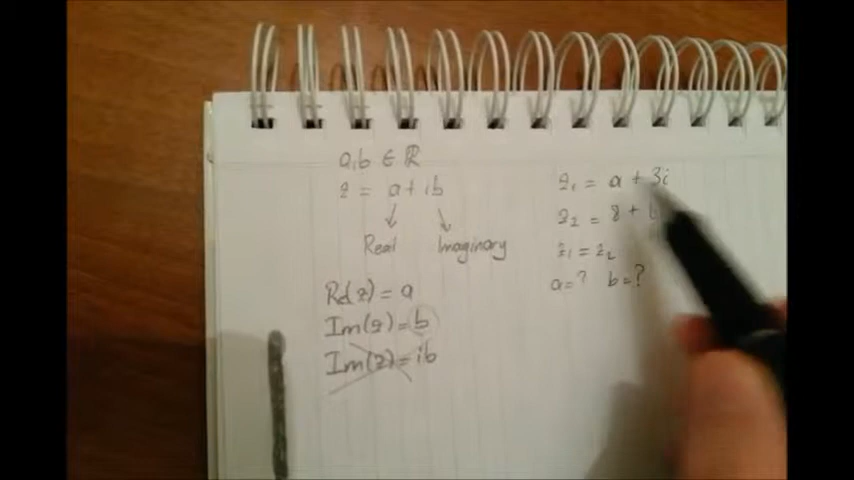 a,b ∈ ℝ
z = a + ib
Real Imaginary
Re(z) = a
Im(z) = b
Im(z) = ib
z₁ = a + 3i
z₂ = 8 +
z₁ = z₂
a = ? b = ?